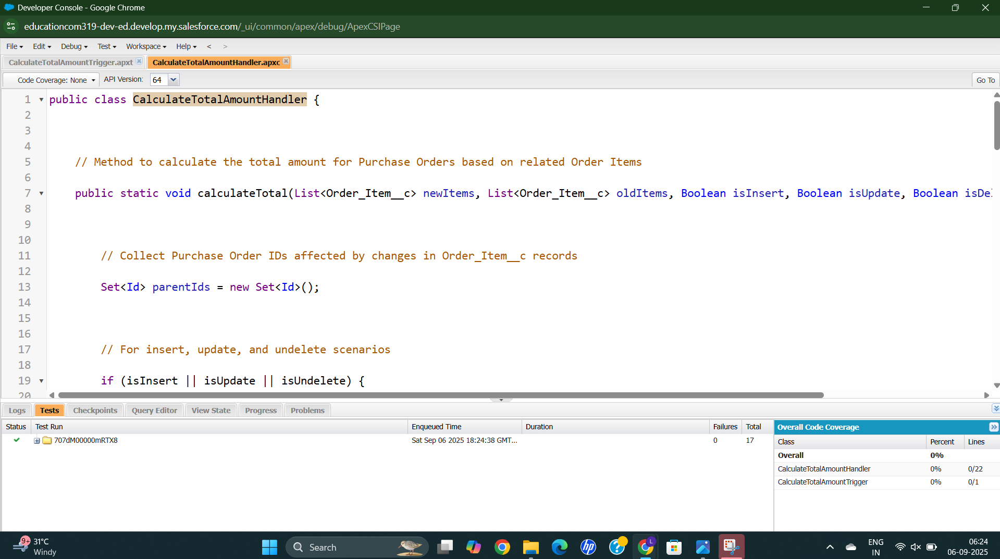 Developer Console - Google Chrome
educationcom319-dev-ed.develop.my.salesforce.com/_ui/common/apex/debug/ApexCSIPage
File Edit Debug Test Workspace Help < >
CalculateTotalAmountTrigger.apxt CalculateTotalAmountHandler.apxc
Code Coverage: None API Version: 64 Go To
1 public class CalculateTotalAmountHandler {
2
3
4
5 // Method to calculate the total amount for Purchase Orders based on related Order Items
6
7 public static void calculateTotal(List<Order_Item__c> newItems, List<Order_Item__c> oldItems, Boolean isInsert, Boolean isUpdate, Boolean isDel
8
9
10
11 // Collect Purchase Order IDs affected by changes in Order_Item__c records
12
13 Set<Id> parentIds = new Set<Id>();
14
15
16
17 // For insert, update, and undelete scenarios
18
19 if (isInsert || isUpdate || isUndelete) {
20
Logs Tests Checkpoints Query Editor View State Progress Problems
Status Test Run Enqueued Time Duration Failures Total
707dM00000mRTX8 Sat Sep 06 2025 18:24:38 GMT... 0 17
Overall Code Coverage
Class Percent Lines
Overall 0%
CalculateTotalAmountHandler 0% 0/22
CalculateTotalAmountTrigger 0% 0/1
9+ 31°C
Windy
Search
hp
L
ENG
IN
06:24
06-09-2025